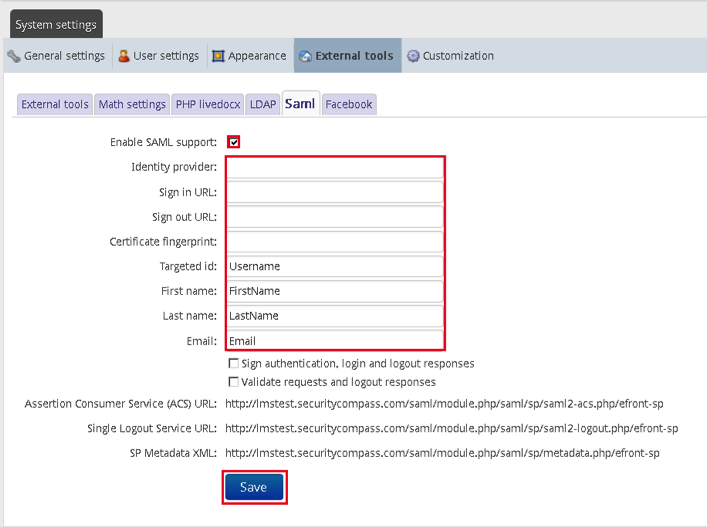 System settings
General settings User settings Appearance External tools Customization
External tools Math settings PHP livedocx LDAP Saml Facebook
Enable SAML support:
Identity provider:
Sign in URL:
Sign out URL:
Certificate fingerprint:
Targeted id: Username
First name: FirstName
Last name: LastName
Email: Email
Sign authentication, login and logout responses
Validate requests and logout responses
Assertion Consumer Service (ACS) URL: http://lmstest.securitycompass.com/saml/module.php/saml/sp/saml2-acs.php/efront-sp
Single Logout Service URL: http://lmstest.securitycompass.com/saml/module.php/saml/sp/saml2-logout.php/efront-sp
SP Metadata XML: http://lmstest.securitycompass.com/saml/module.php/saml/sp/metadata.php/efront-sp
Save